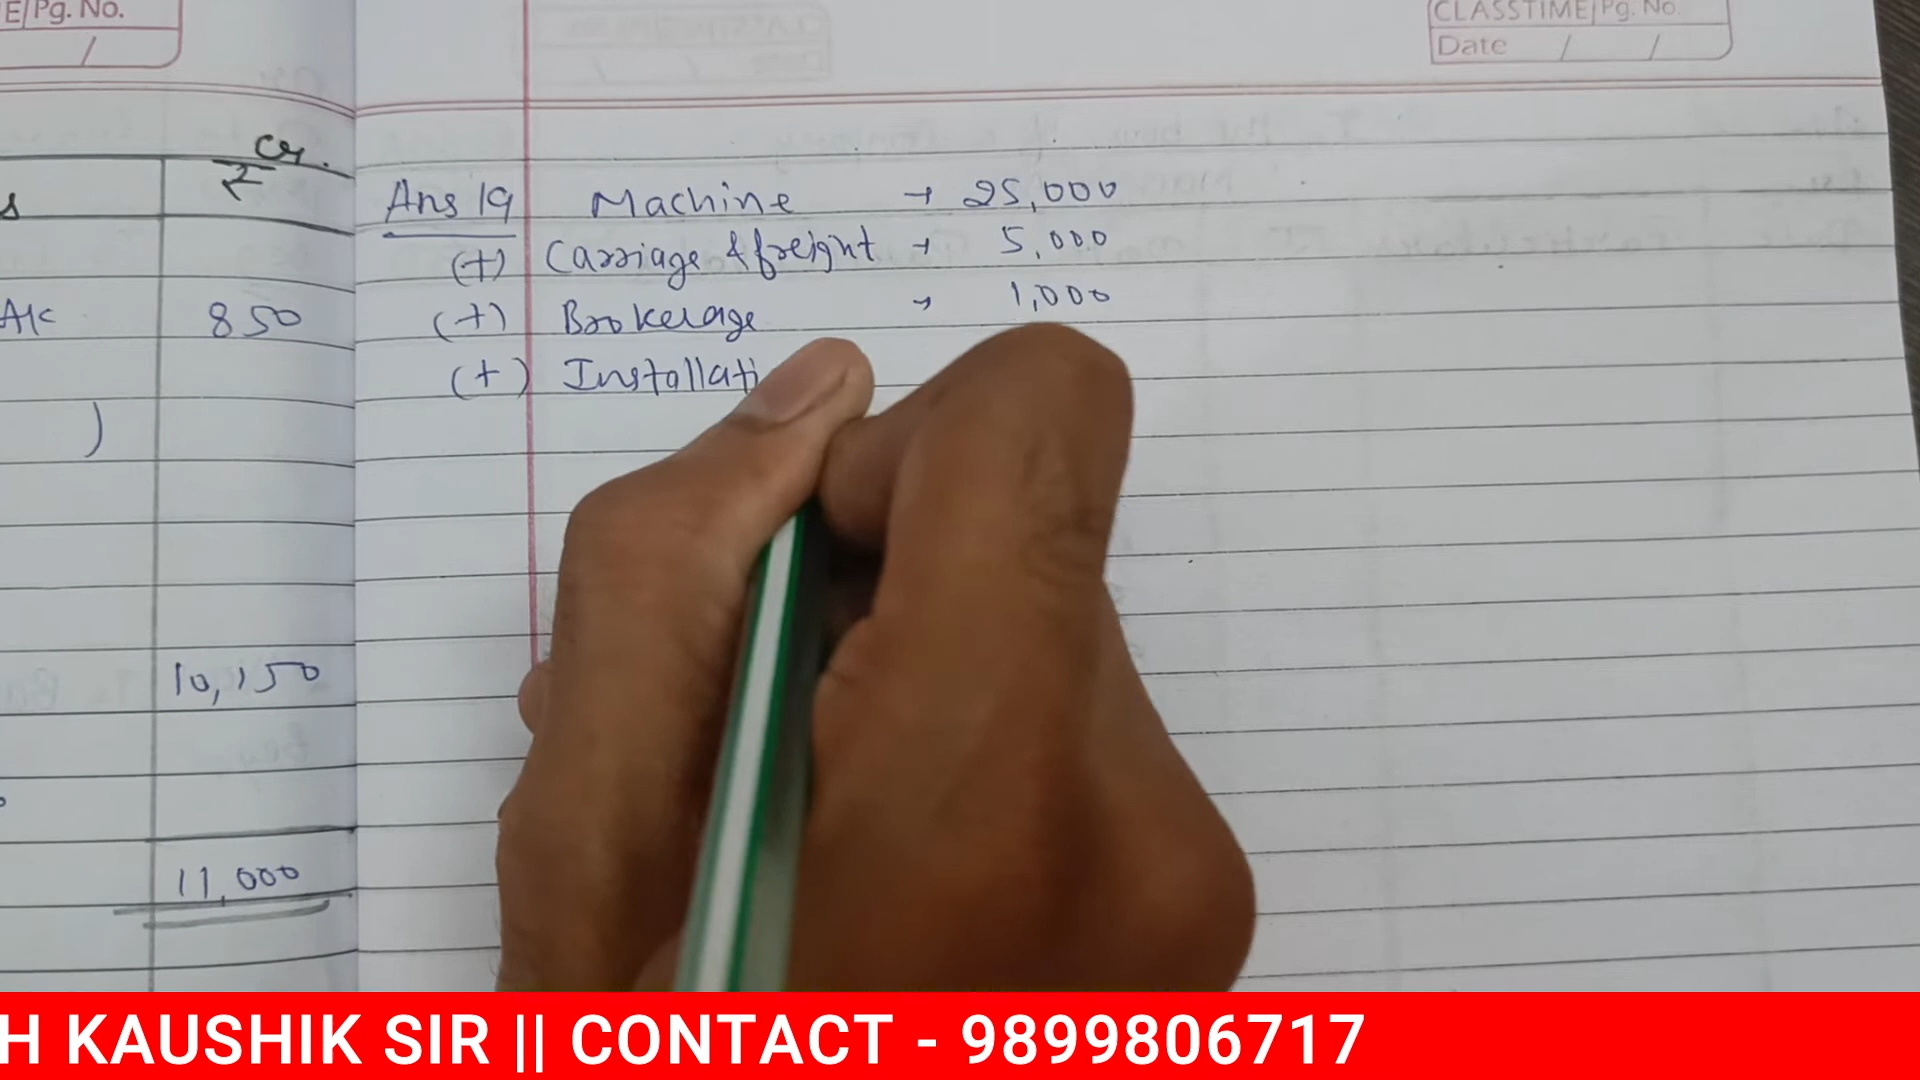 E/Pg. No.
/
CLASSTIME/Pg. No.
Date / /
Cr.
₹
s
A/c 850
)
10,150
11,000
Ans 19 Machine → 25,000
(+) Carriage & freight → 5,000
(+) Brokerage → 1,000
(+) Installati
H KAUSHIK SIR || CONTACT - 9899806717